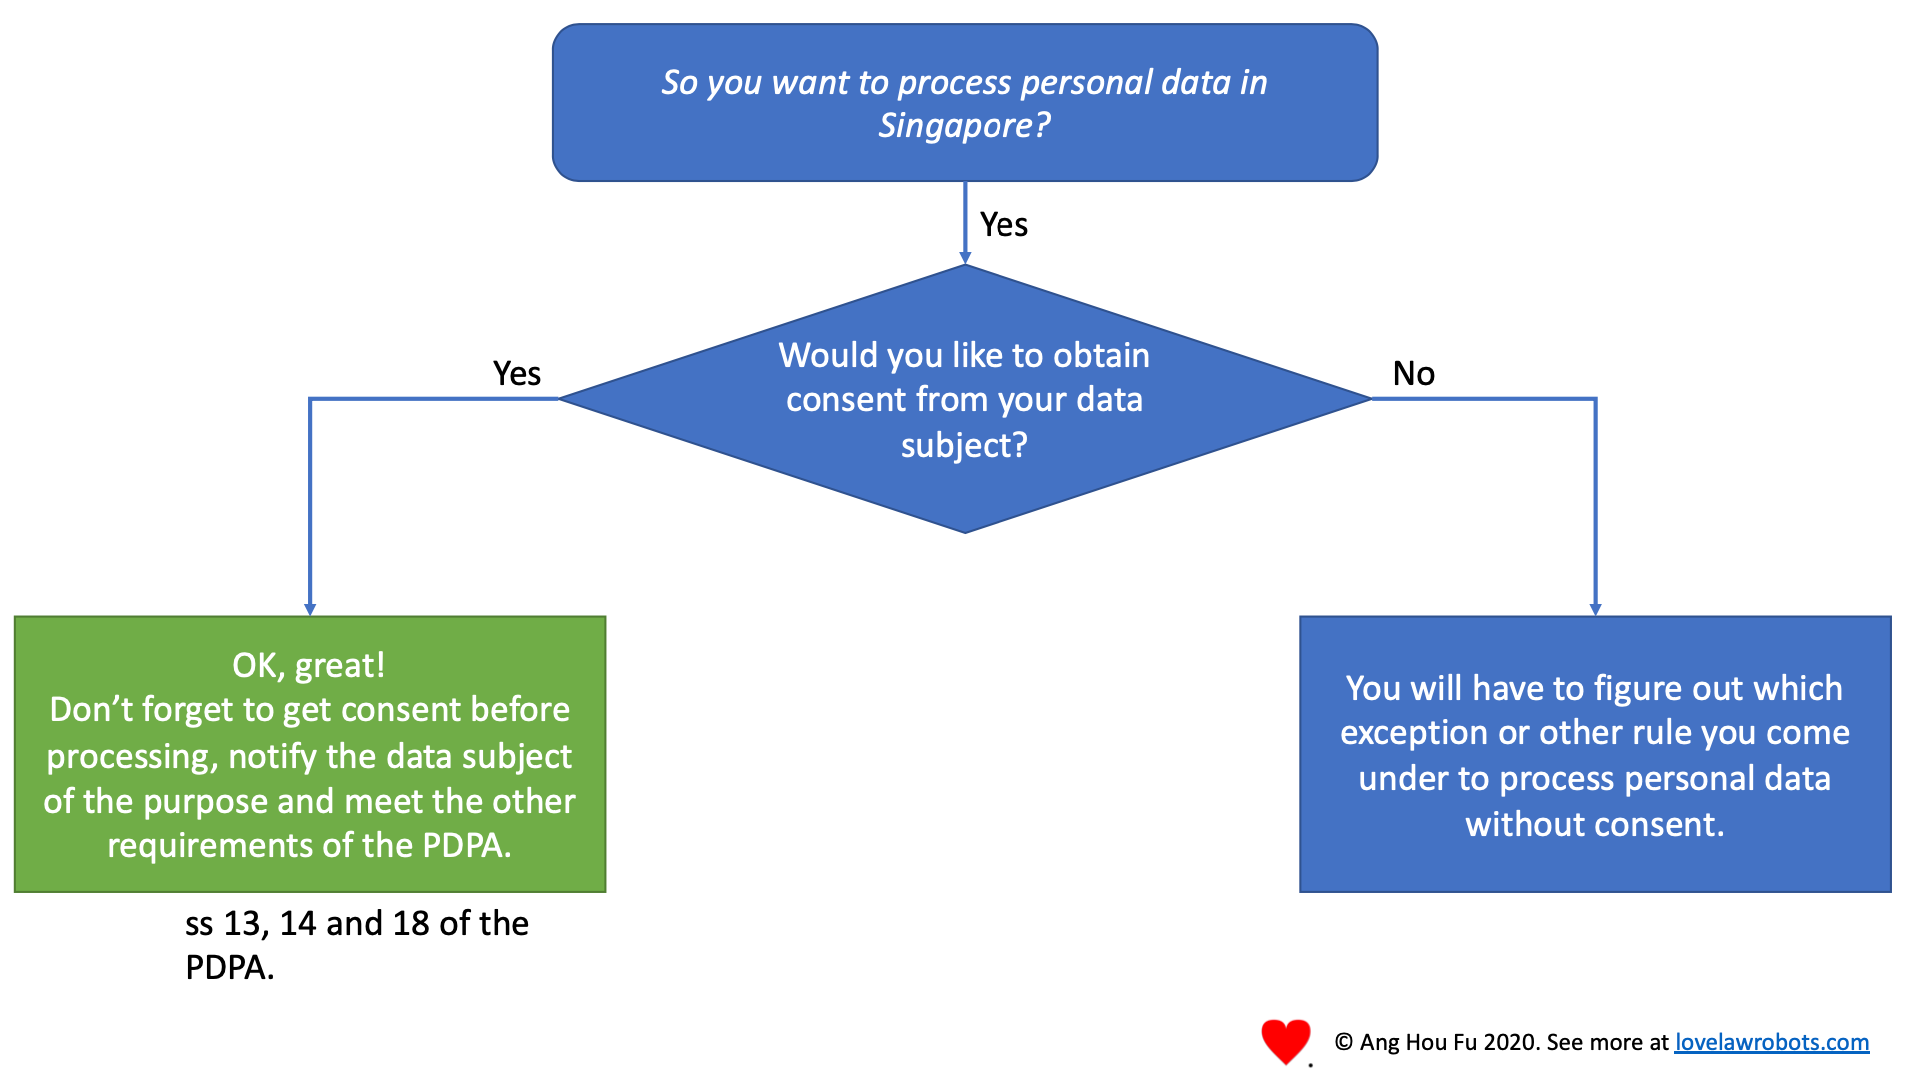 So you want to process personal data in
Singapore?
Yes
Would you like to obtain
consent from your data
subject?
Yes
No
OK, great!
Don’t forget to get consent before
processing, notify the data subject
of the purpose and meet the other
requirements of the PDPA.
You will have to figure out which
exception or other rule you come
under to process personal data
without consent.
ss 13, 14 and 18 of the
PDPA.
© Ang Hou Fu 2020. See more at lovelawrobots.com